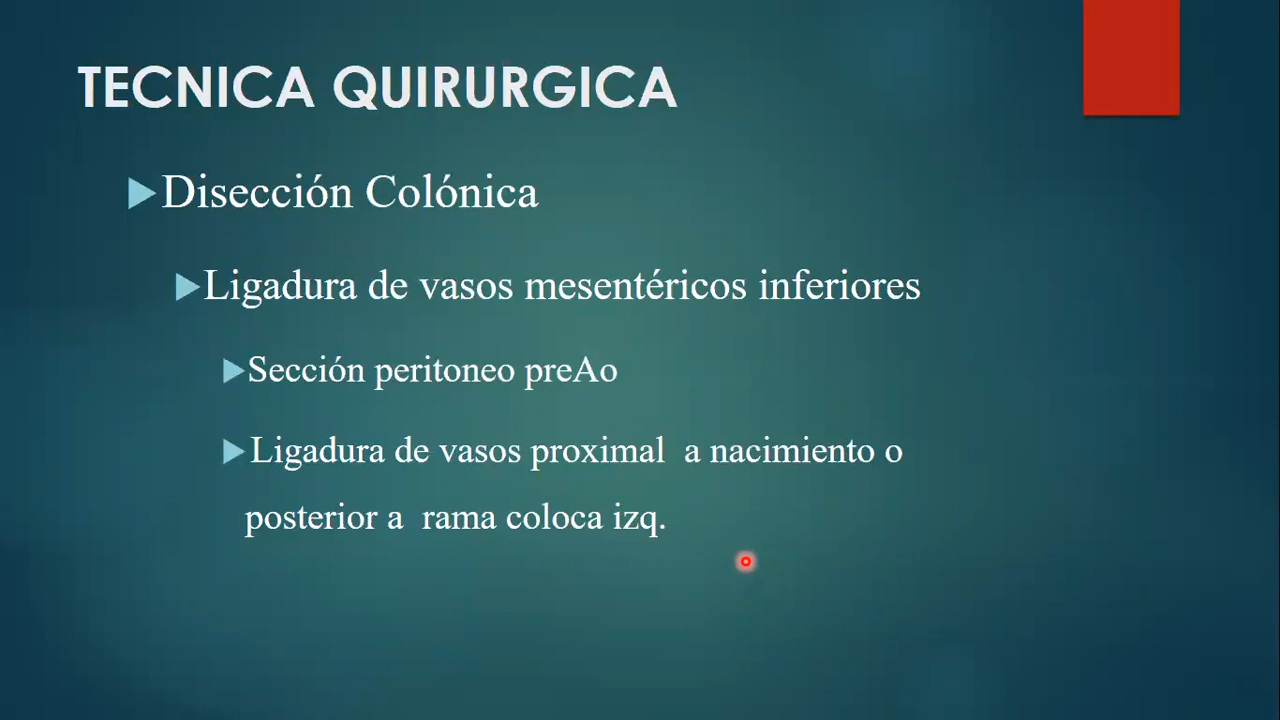 TECNICA QUIRURGICA
Disección Colónica
Ligadura de vasos mesentéricos inferiores
Sección peritoneo preAo
Ligadura de vasos proximal a nacimiento o
posterior a rama coloca izq.